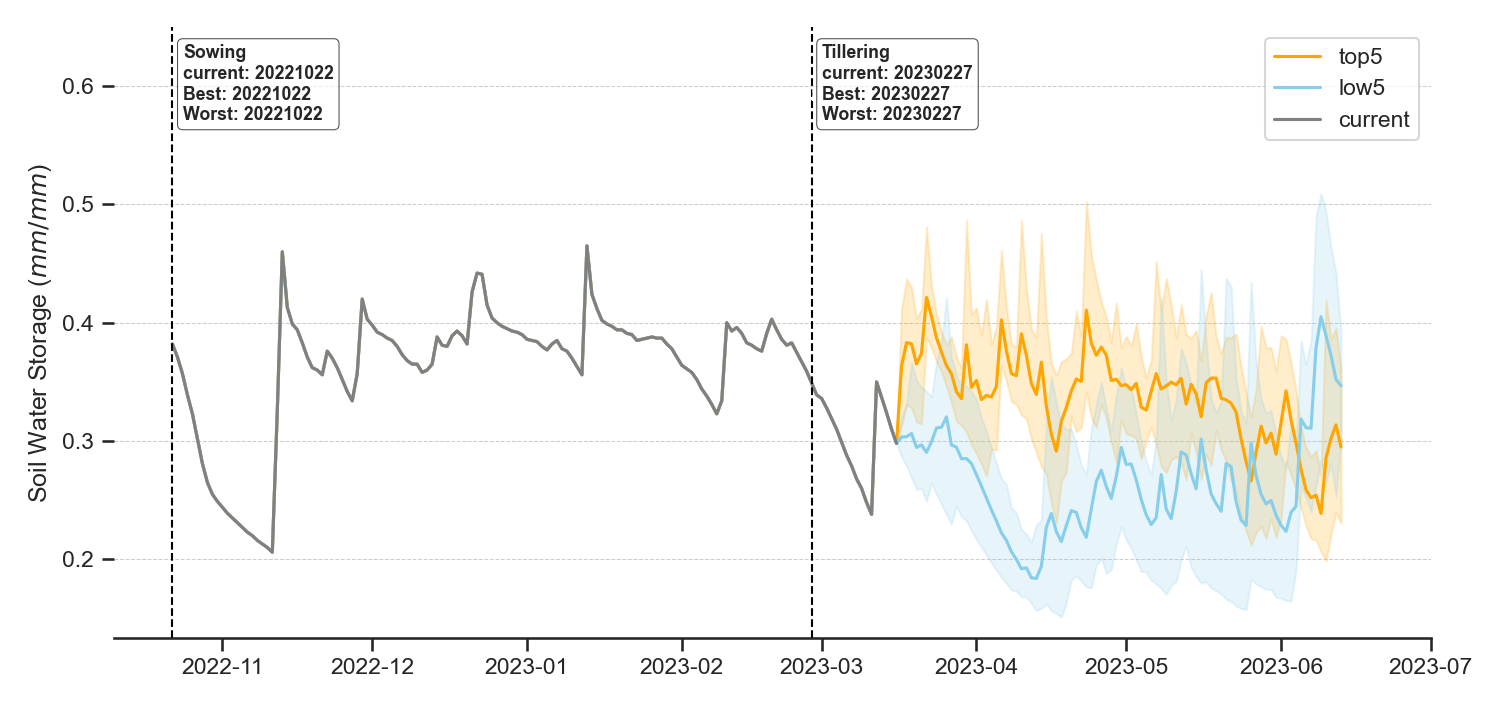 Sowing
current: 20221022
Best: 20221022
Worst: 20221022
Tillering
current: 20230227
Best: 20230227
Worst: 20230227
top5
low5
current
Soil Water Storage (mm/mm)
0.6
0.5
0.4
0.3
0.2
2022-11 2022-12 2023-01 2023-02 2023-03 2023-04 2023-05 2023-06 2023-07